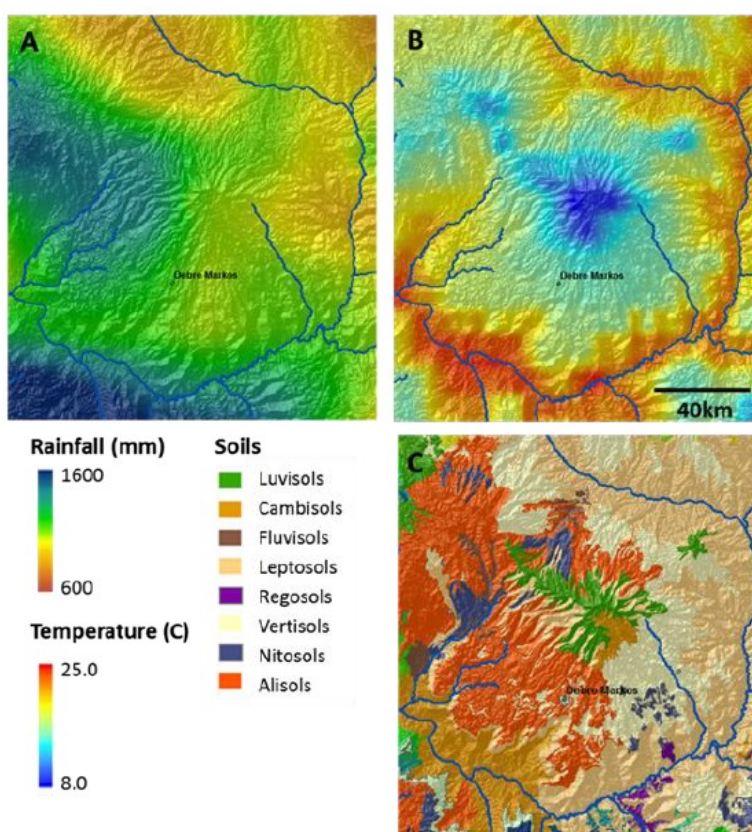 A
Debre Markos
B
Debre Markos
40km
Rainfall (mm)
1600
600
Temperature (C)
25.0
8.0
Soils
Luvisols
Cambisols
Fluvisols
Leptosols
Regosols
Vertisols
Nitosols
Alisols
C
Debre Markos